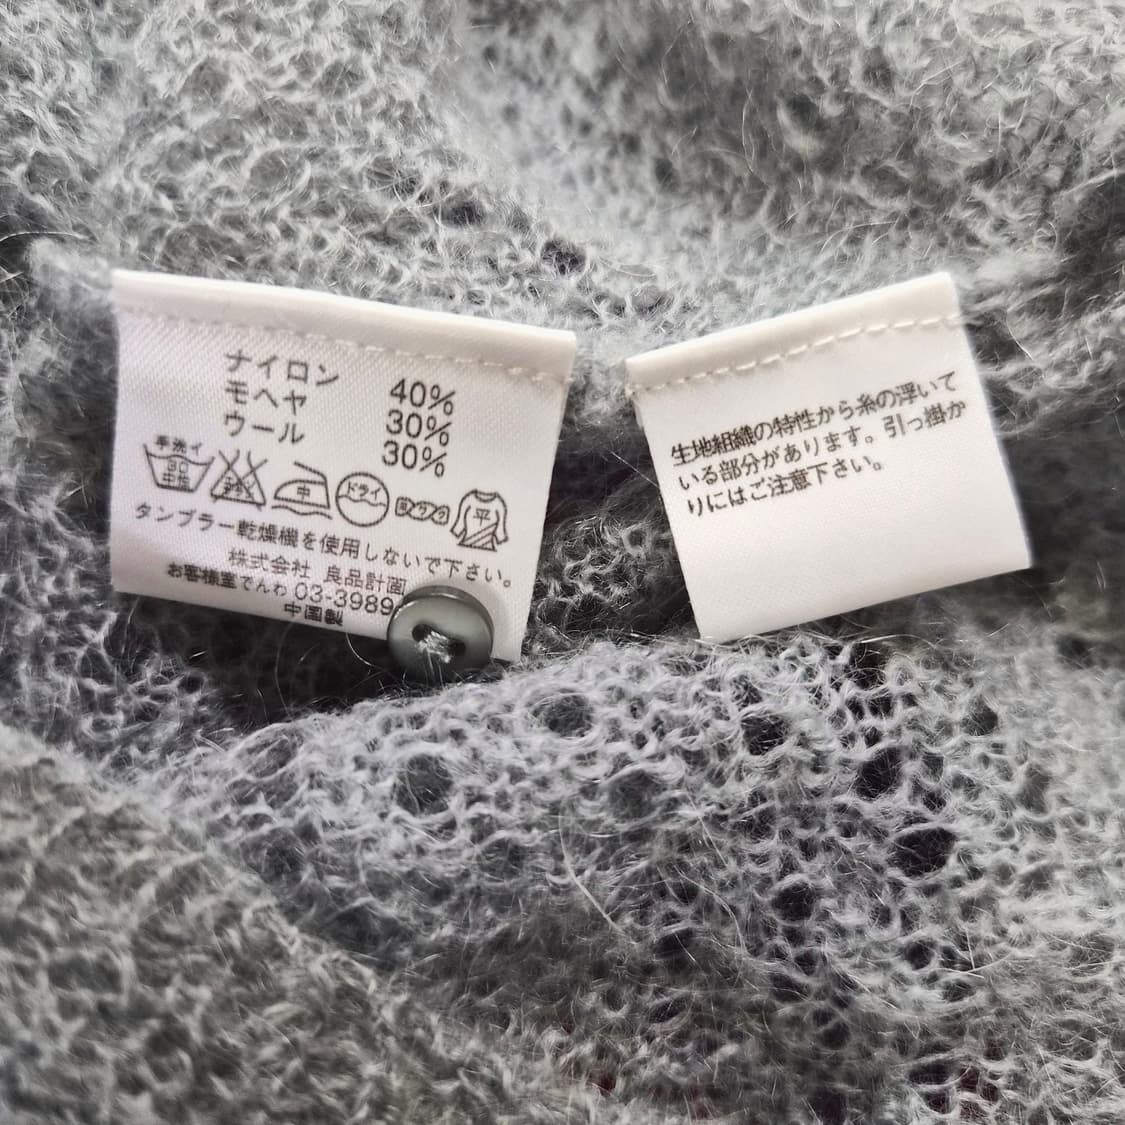 ナイロン 40%
モヘヤ 30%
ウール 30%
手洗イ
30
中性
中
ドライ
平
タンブラー乾燥機を使用しないで下さい。
株式会社 良品計画
お客様室でんわ 03-3989
中国製
生地組織の特性から糸の浮いて
いる部分があります。引っ掛か
りにはご注意下さい。